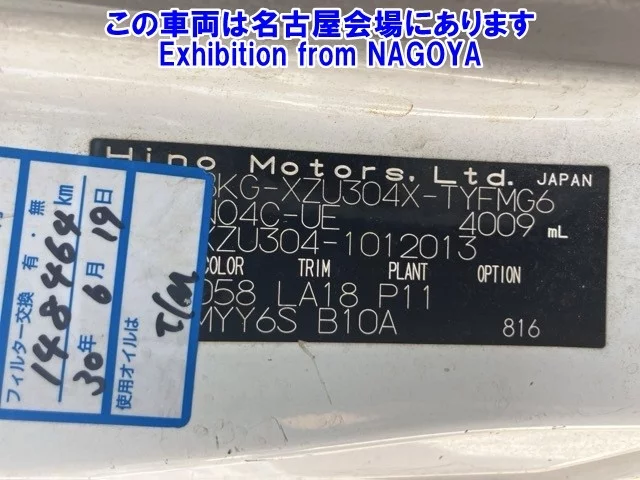 この車両は名古屋会場にあります
Exhibition from NAGOYA
Hino Motors, Ltd. JAPAN
BKG-XZU304X-TYFMG6
N04C-UE 4009 mL
XZU304-1012013
COLOR TRIM PLANT OPTION
058 LA18 P11
MYY6S B10A 816
フィルター交換 有・無
148464km
30年6月19日
使用オイルは